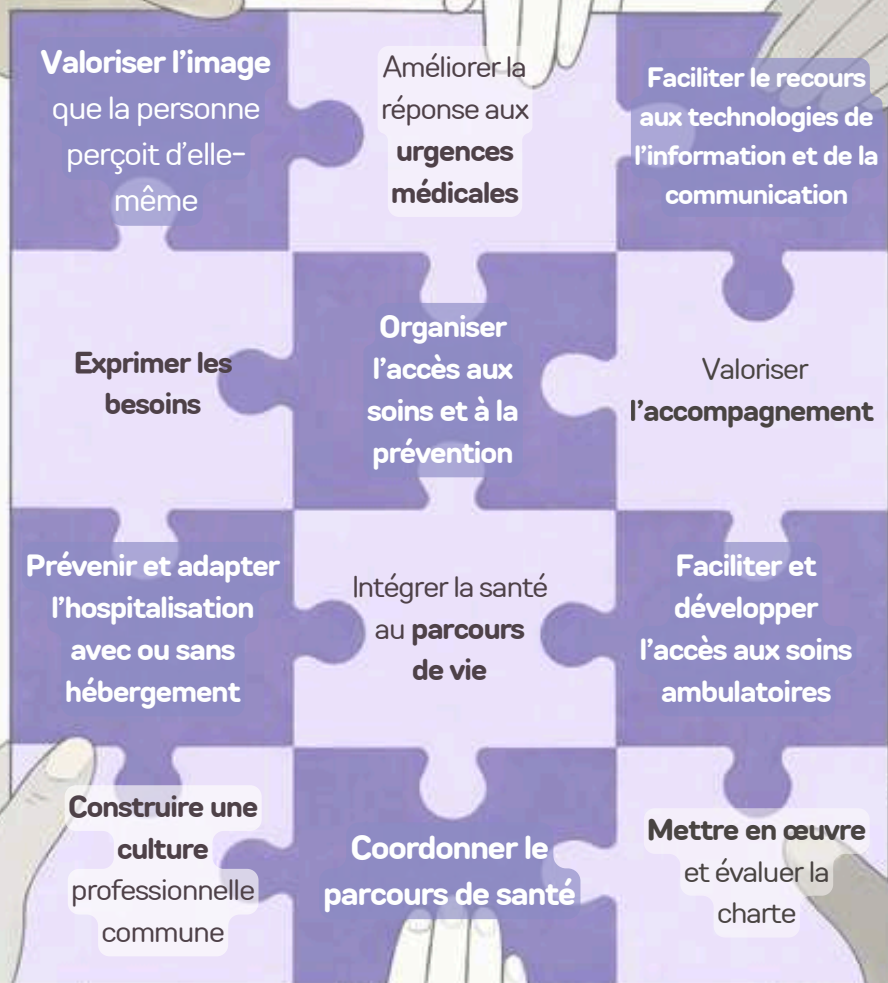 Valoriser l'image
que la personne
perçoit d'elle-
même
Améliorer la
réponse aux
urgences
médicales
Faciliter le recours
aux technologies de
l'information et de la
communication
Exprimer les
besoins
Organiser
l'accès aux
soins et à la
prévention
Valoriser
l'accompagnement
Prévenir et adapter
l'hospitalisation
avec ou sans
hébergement
Intégrer la santé
au parcours
de vie
Faciliter et
développer
l'accès aux soins
ambulatoires
Construire une
culture
professionnelle
commune
Coordonner le
parcours de santé
Mettre en œuvre
et évaluer la
charte